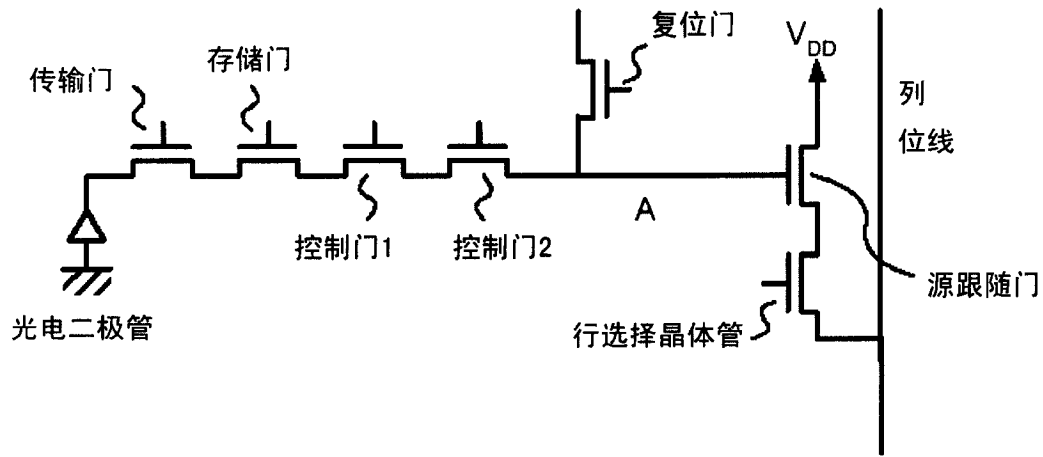 复位门
V_DD
存储门
传输门
列
位线
A
控制门1
控制门2
源跟随门
行选择晶体管
光电二极管